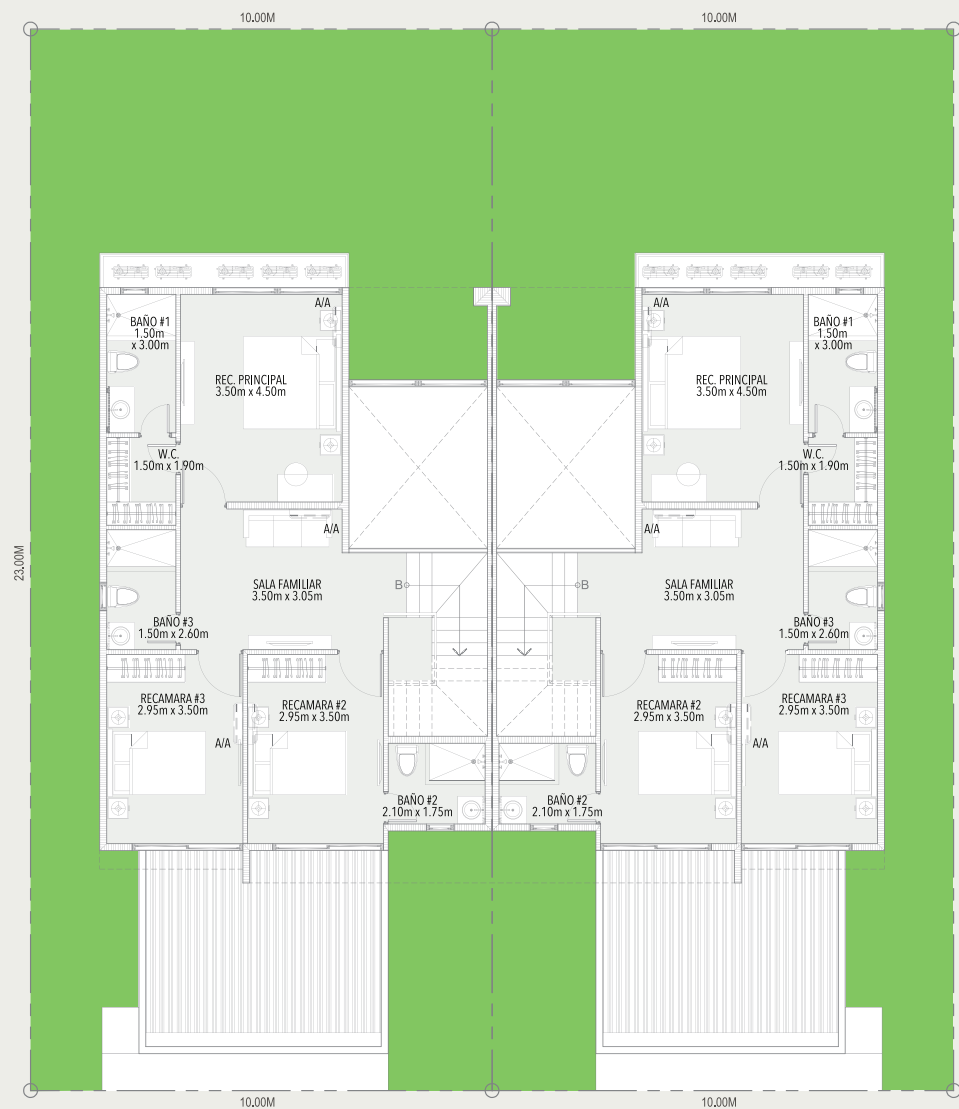 10.00M
10.00M
A/A
A/A
BAÑO #1
1.50m
x 3.00m
BAÑO #1
1.50m
x 3.00m
REC. PRINCIPAL
3.50m x 4.50m
REC. PRINCIPAL
3.50m x 4.50m
W.C.
1.50m x 1.90m
W.C.
1.50m x 1.90m
A/A
A/A
23.00M
SALA FAMILIAR
3.50m x 3.05m
B
B
SALA FAMILIAR
3.50m x 3.05m
BAÑO #3
1.50m x 2.60m
BAÑO #3
1.50m x 2.60m
RECAMARA #3
2.95m x 3.50m
RECAMARA #2
2.95m x 3.50m
RECAMARA #2
2.95m x 3.50m
RECAMARA #3
2.95m x 3.50m
A/A
A/A
BAÑO #2
2.10m x 1.75m
BAÑO #2
2.10m x 1.75m
10.00M
10.00M